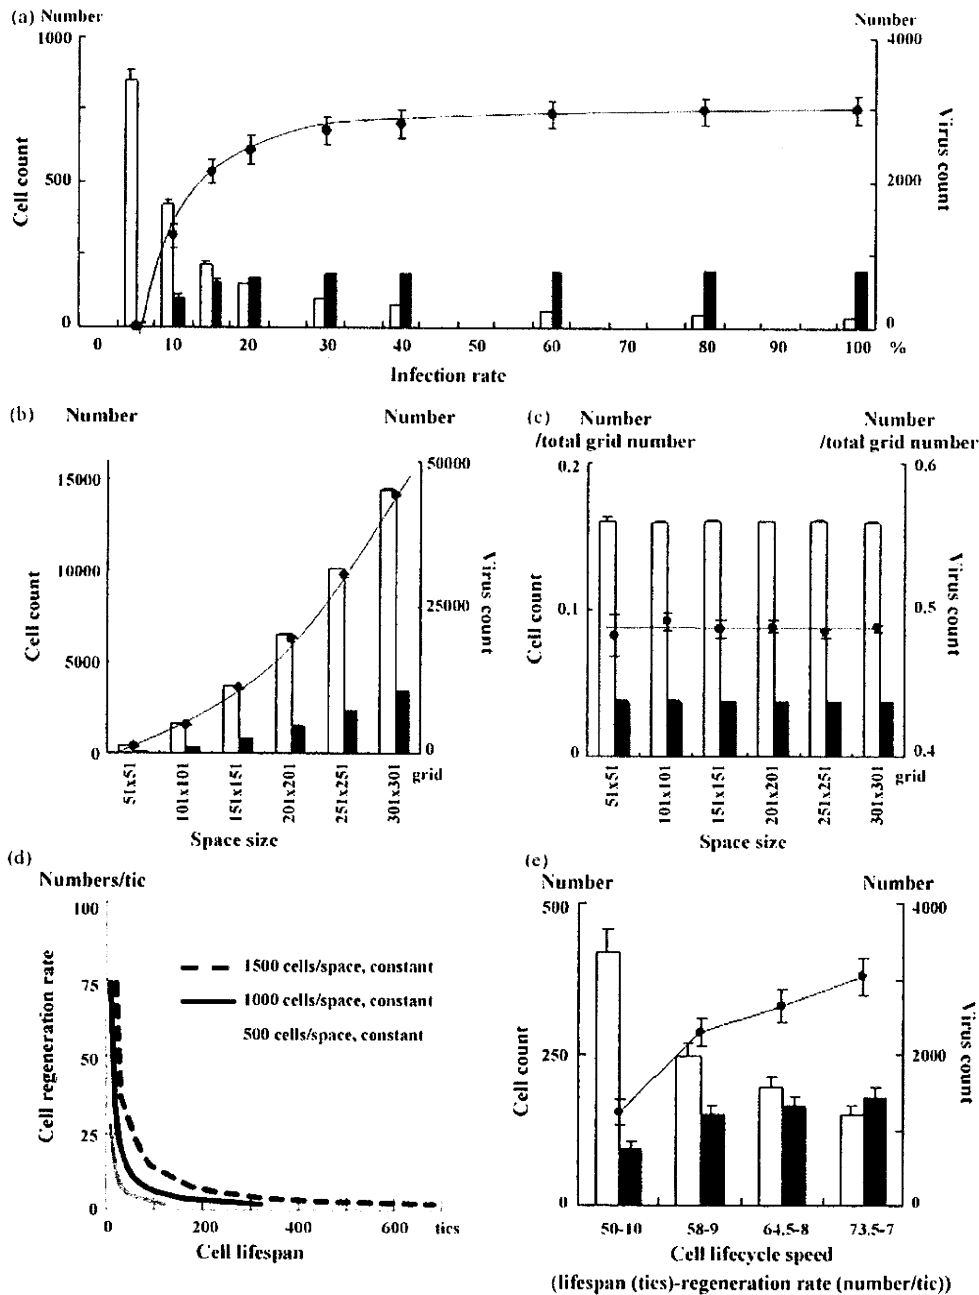 (a) Number Number
1000 4000
500 2000
0 0
Cell count
Virus count
0 10 20 30 40 60 70 80 90 100 %
Infection rate
(b) Number Number
15000 50000
10000
25000
5000
0 0
Cell count
Virus count
51x51 101x101 151x151 201x201 251x251 301x301 grid
Space size
(c) Number Number
/total grid number /total grid number
0.2 0.6
0.1 0.5
0 0.4
Cell count
Virus count
51x51 101x101 151x151 201x201 251x251 301x301 grid
Space size
(d)
Numbers/tic
100
75
50
25
0
Cell regeneration rate
1500 cells/space, constant
1000 cells/space, constant
500 cells/space, constant
0 200 400 600 tics
Cell lifespan
(e)
Number Number
500 4000
250 2000
0 0
Cell count
Virus count
50-10 58-9 64.5-8 73.5-7
Cell lifecycle speed
(lifespan (tics)-regeneration rate (number/tic))